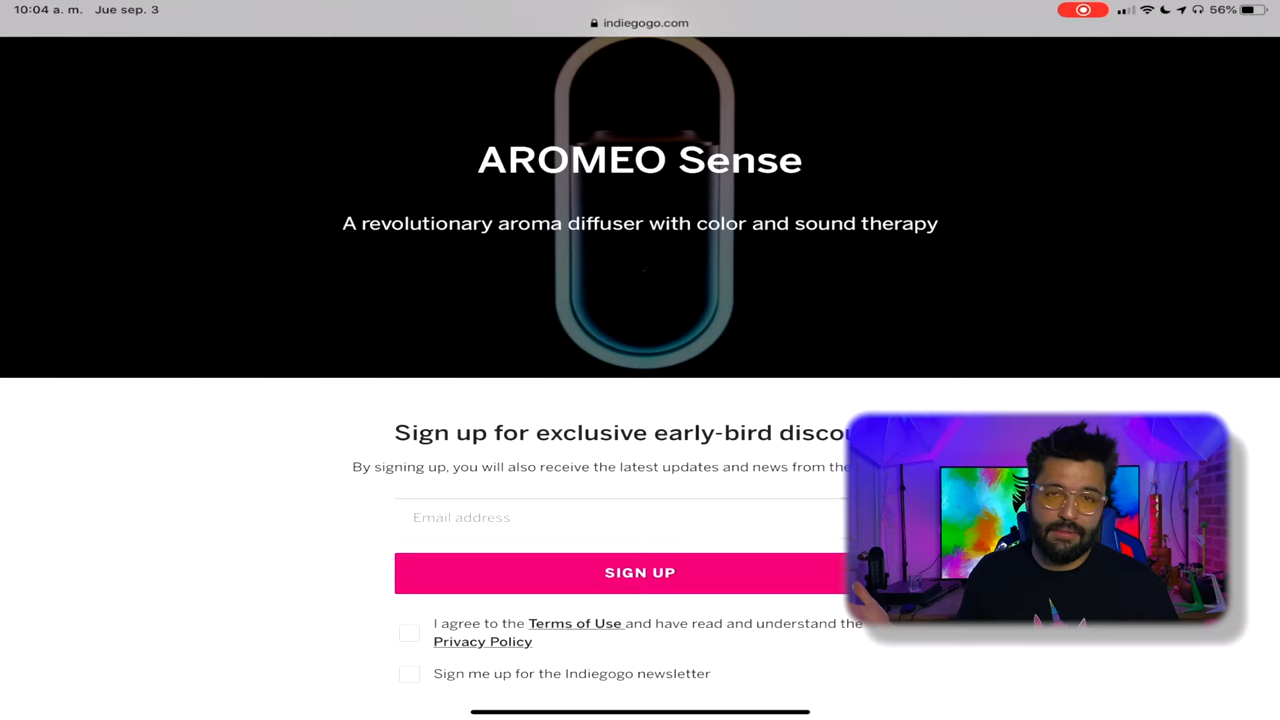 10:04 a. m. Jue sep. 3
56%
indiegogo.com
AROMEO Sense
A revolutionary aroma diffuser with color and sound therapy
Sign up for exclusive early-bird
By signing up, you will also receive the latest updates and news from the
Email address
SIGN UP
I agree to the Terms of Use and have read and understand the
Privacy Policy
Sign me up for the Indiegogo newsletter